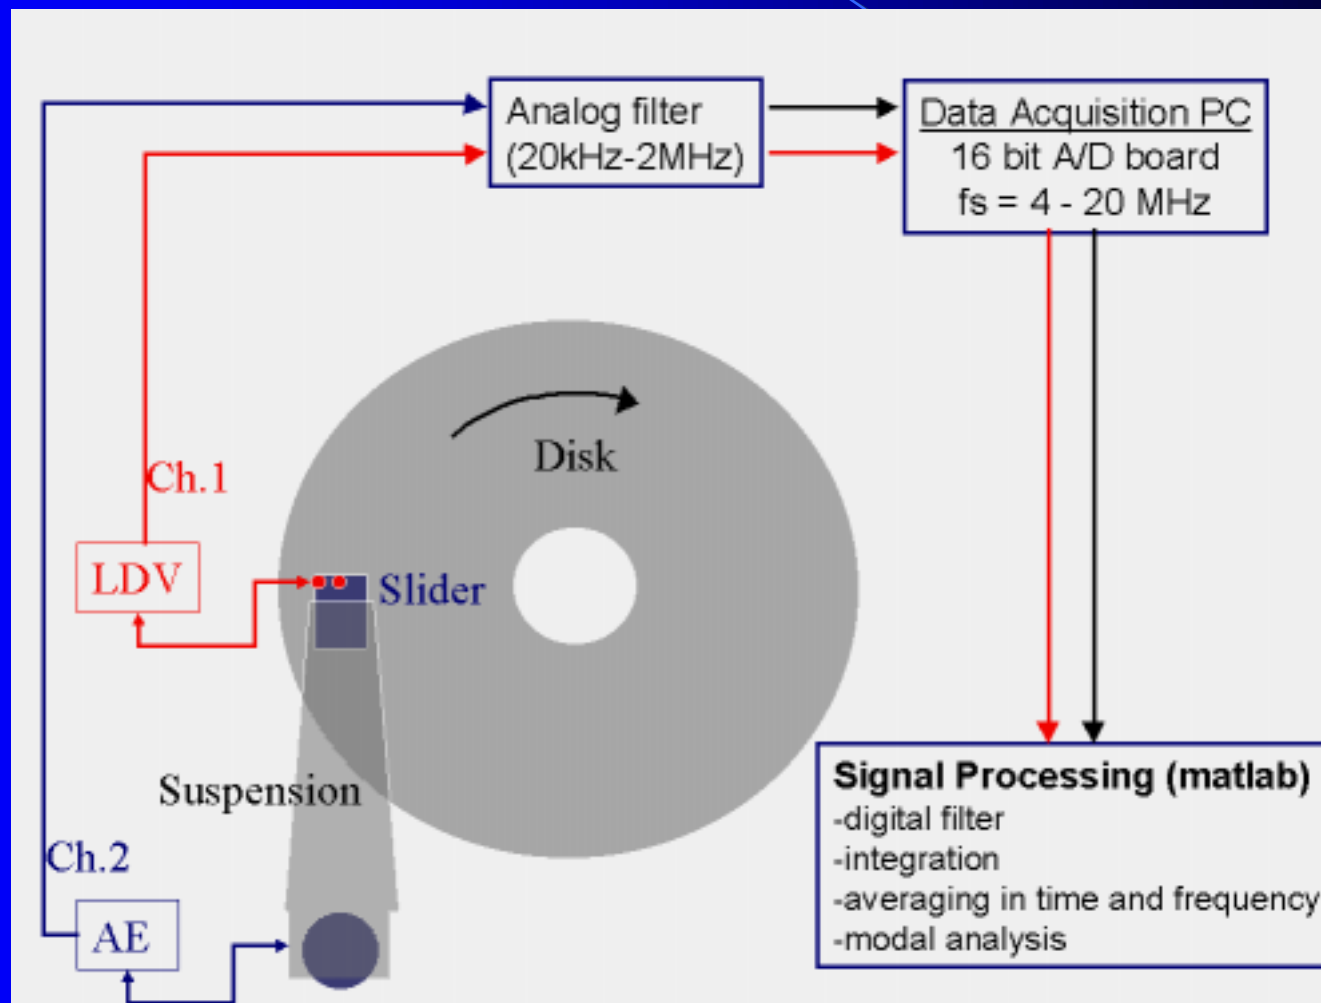 Analog filter
(20kHz-2MHz)
Data Acquisition PC
16 bit A/D board
fs = 4 - 20 MHz
Disk
Ch.1
LDV
Slider
Suspension
Ch.2
AE
Signal Processing (matlab)
-digital filter
-integration
-averaging in time and frequency
-modal analysis